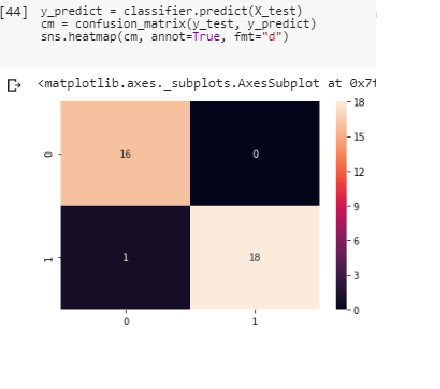 [44] y_predict = classifier.predict(X_test)
cm = confusion_matrix(y_test, y_predict)
sns.heatmap(cm, annot=True, fmt="d")
<matplotlib.axes._subplots.AxesSubplot at 0x7f
18
0 16 0
15
12
9
6
1 1 18
3
0
0 1